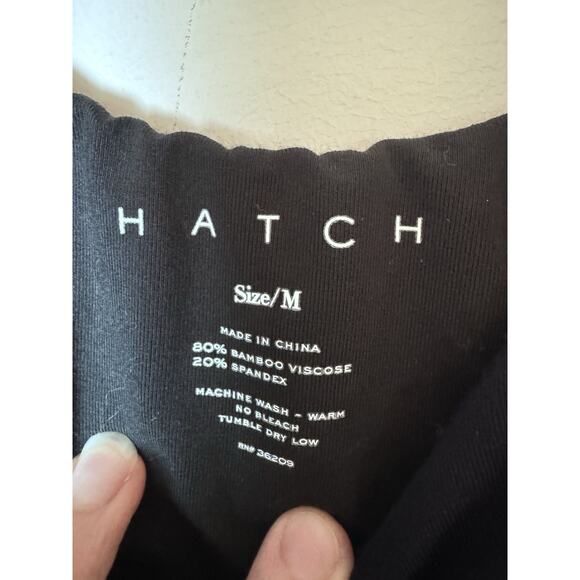 HATCH
Size/M
MADE IN CHINA
80% BAMBOO VISCOSE
20% SPANDEX
MACHINE WASH - WARM
NO BLEACH
TUMBLE DRY LOW
RN# 36209